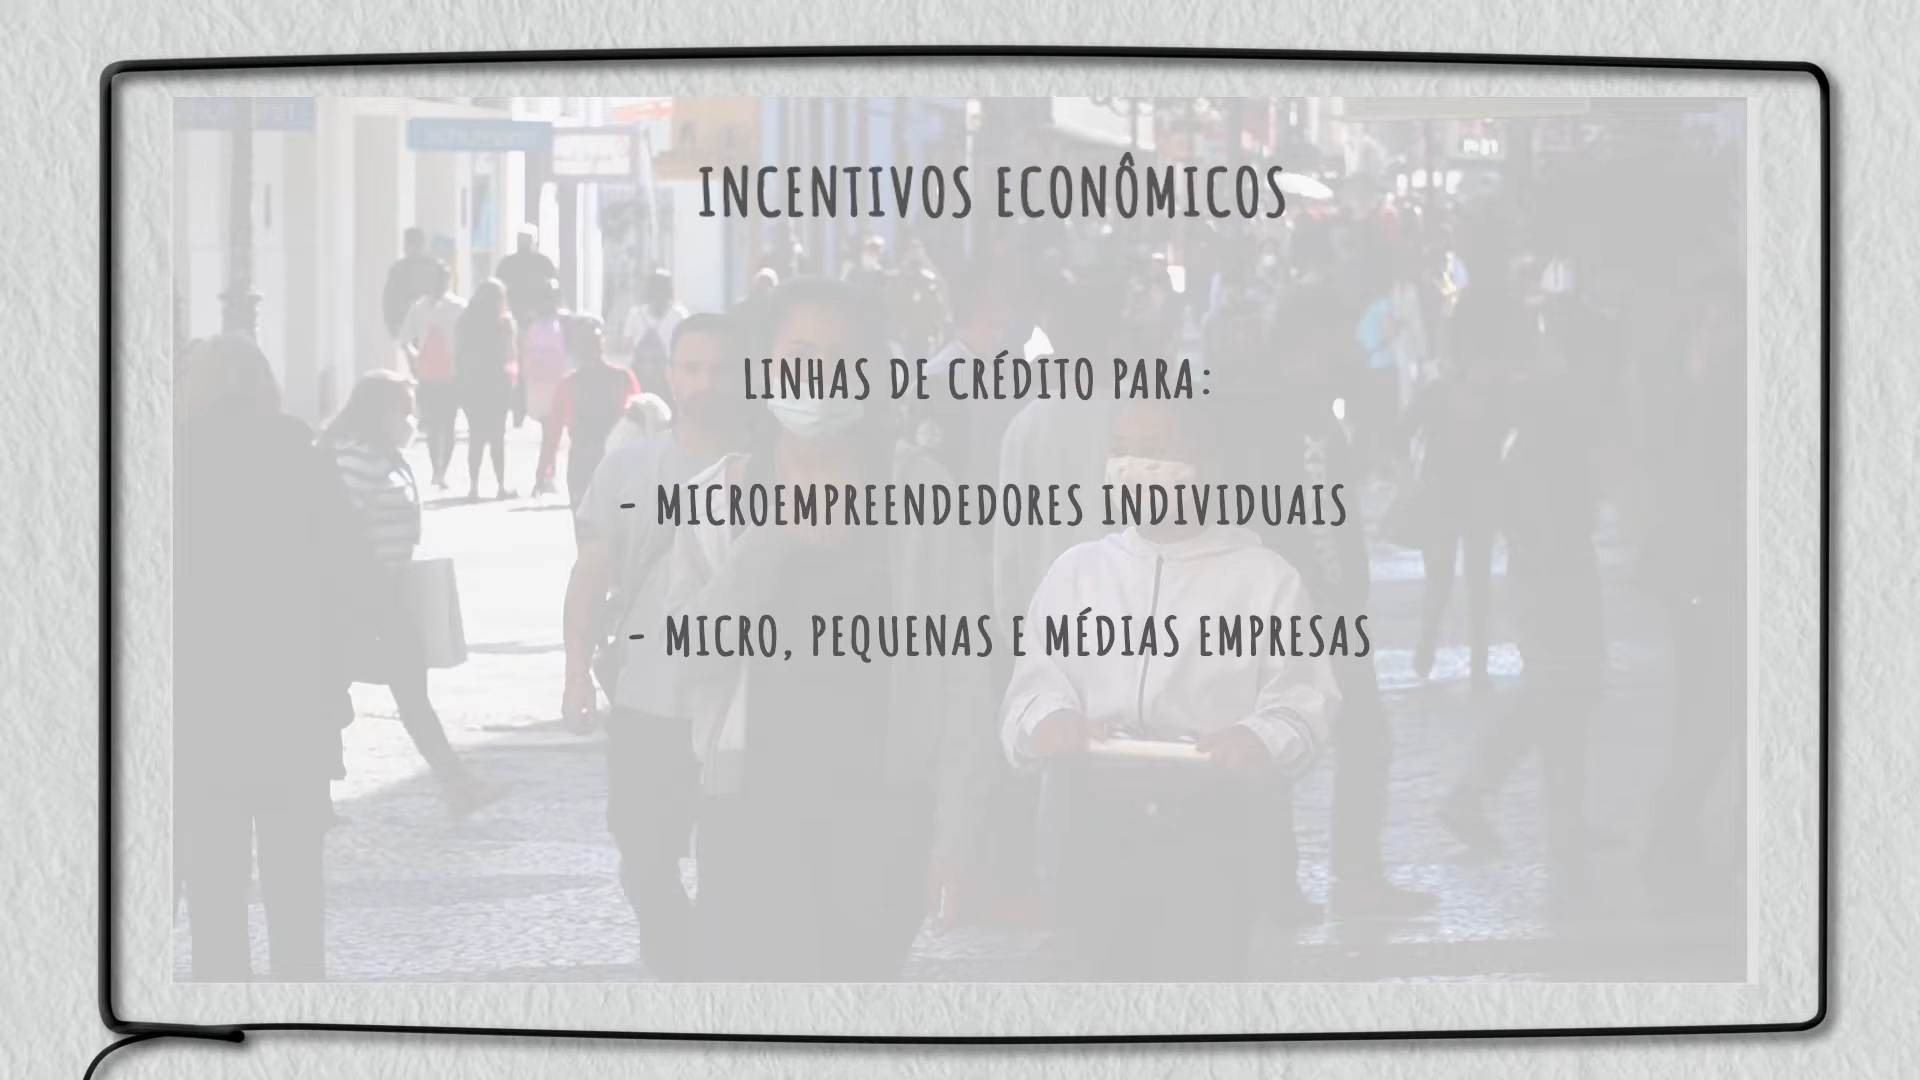 INCENTIVOS ECONÔMICOS
LINHAS DE CRÉDITO PARA:
- MICROEMPREENDEDORES INDIVIDUAIS
- MICRO, PEQUENAS E MÉDIAS EMPRESAS